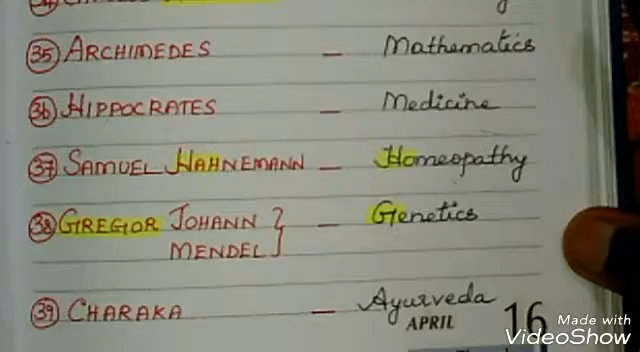 35 ARCHIMEDES – Mathematics
36 HIPPOCRATES – Medicine
37 SAMUEL HAHNEMANN – Homeopathy
38 GREGOR JOHANN } – Genetics
MENDEL
39 CHARAKA – Ayurveda
APRIL 16
Made with
VideoShow